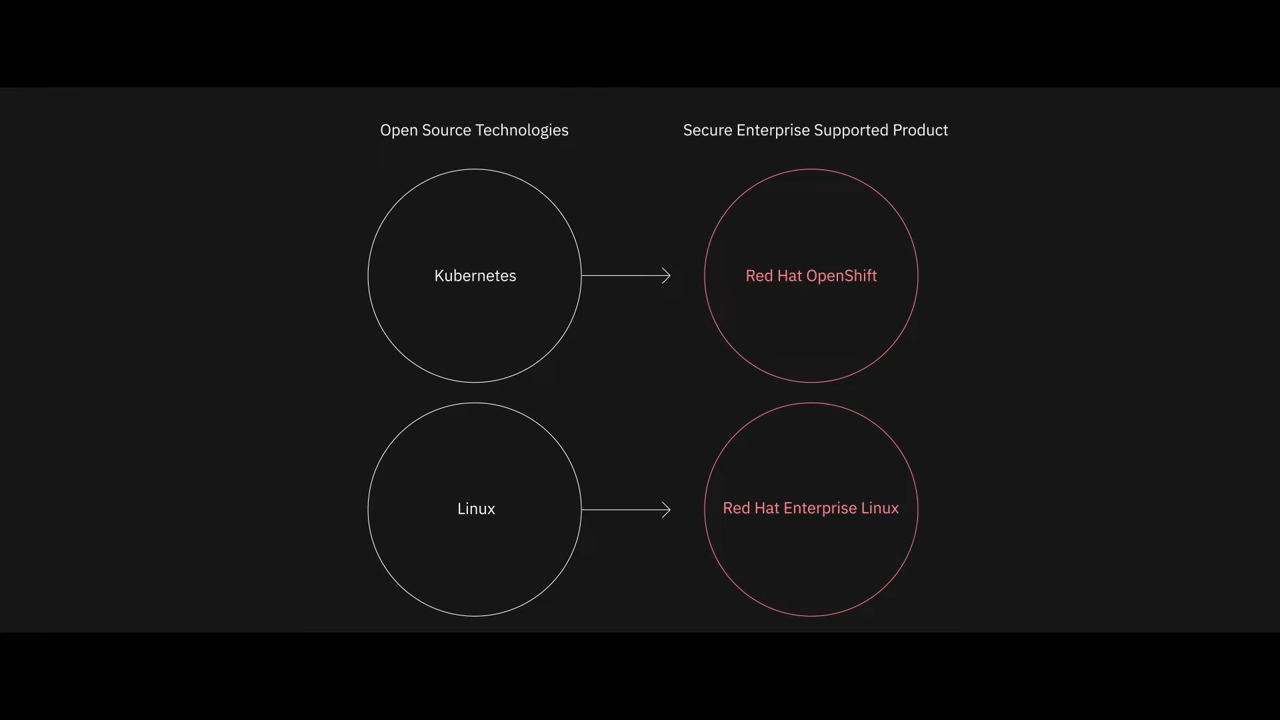 Open Source Technologies
Secure Enterprise Supported Product
Kubernetes
Red Hat OpenShift
Linux
Red Hat Enterprise Linux